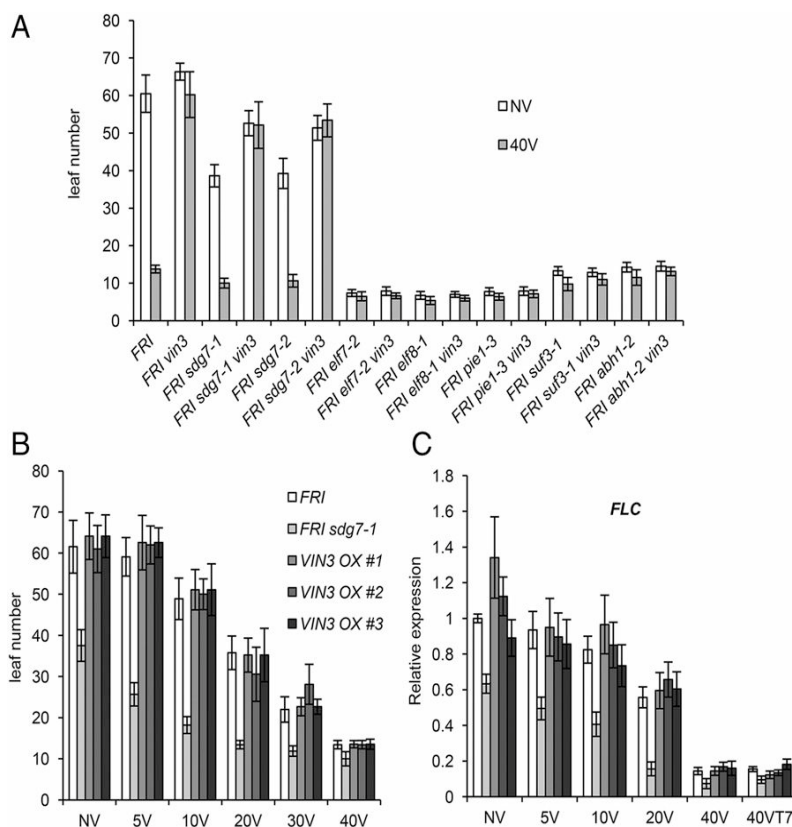 A
80
70
60
50
40
30
20
10
0
leaf number
NV
40V
FRI
FRI vin3
FRI sdg7-1
FRI sdg7-1 vin3
FRI sdg7-2
FRI sdg7-2 vin3
FRI elf7-2
FRI elf7-2 vin3
FRI elf8-1
FRI elf8-1 vin3
FRI pie1-3
FRI pie1-3 vin3
FRI suf3-1
FRI suf3-1 vin3
FRI abh1-2
FRI abh1-2 vin3
B
80
70
60
50
40
30
20
10
0
leaf number
FRI
FRI sdg7-1
VIN3 OX #1
VIN3 OX #2
VIN3 OX #3
NV 5V 10V 20V 30V 40V
C
1.8
1.6
1.4
1.2
1
0.8
0.6
0.4
0.2
0
Relative expression
FLC
NV 5V 10V 20V 40V 40VT7